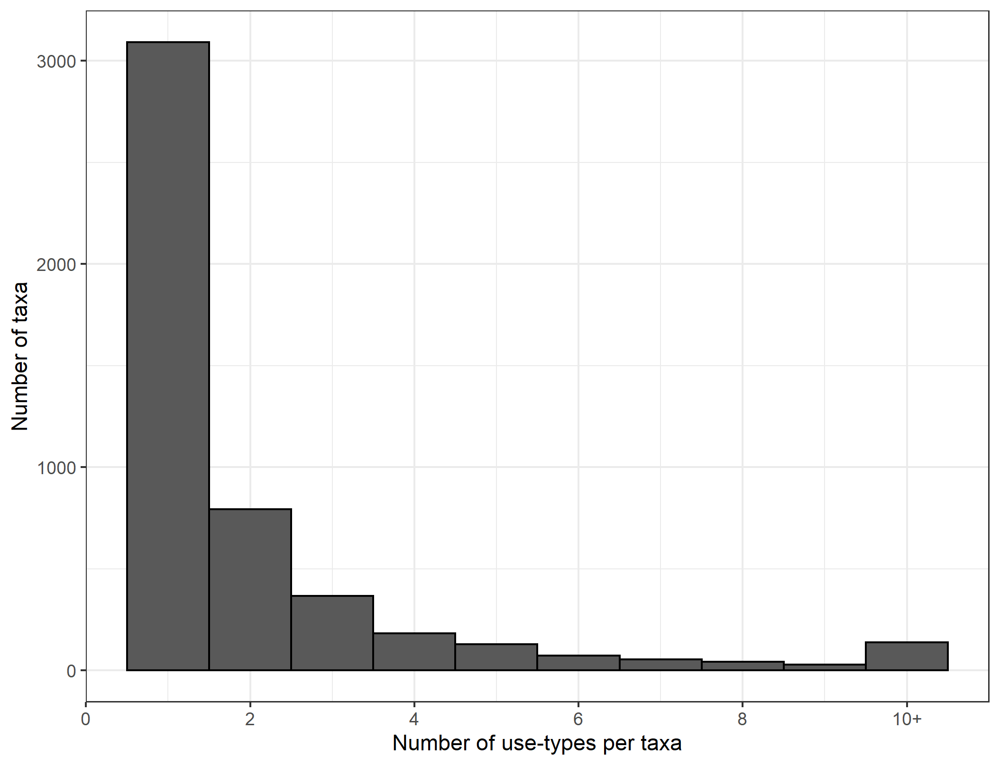 3000
2000
1000
0
Number of taxa
0 2 4 6 8 10+
Number of use-types per taxa